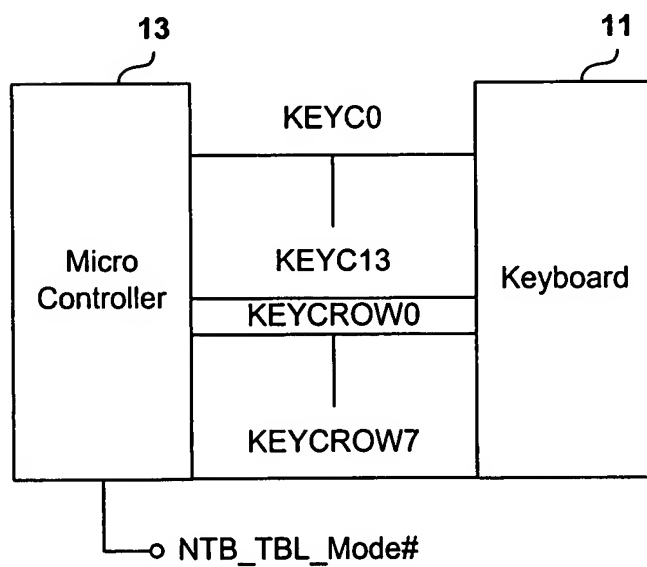 13
11
KEYC0
KEYC13
Micro
Controller
Keyboard
KEYCROW0
KEYCROW7
NTB_TBL_Mode#